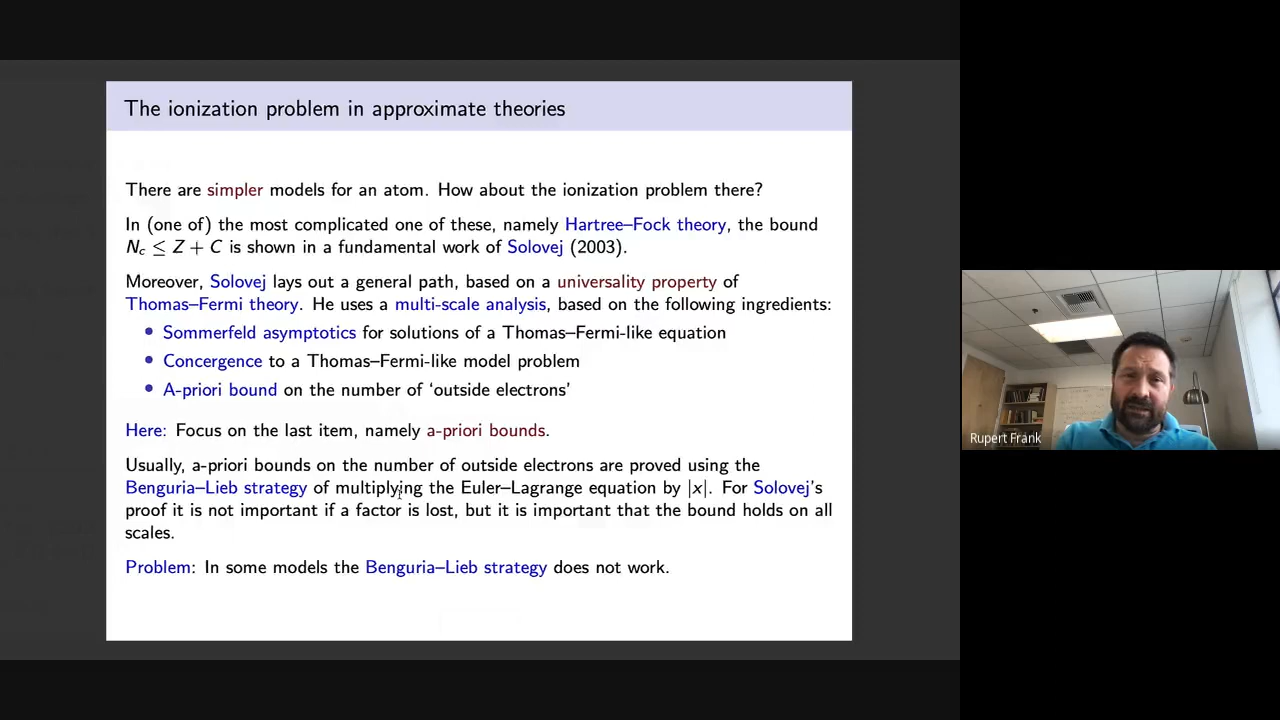 The ionization problem in approximate theories
There are simpler models for an atom. How about the ionization problem there?
In (one of) the most complicated one of these, namely Hartree–Fock theory, the bound
N_c ≤ Z + C is shown in a fundamental work of Solovej (2003).
Moreover, Solovej lays out a general path, based on a universality property of
Thomas–Fermi theory. He uses a multi-scale analysis, based on the following ingredients:
• Sommerfeld asymptotics for solutions of a Thomas–Fermi-like equation
• Concergence to a Thomas–Fermi-like model problem
• A-priori bound on the number of ‘outside electrons’
Here: Focus on the last item, namely a-priori bounds.
Usually, a-priori bounds on the number of outside electrons are proved using the
Benguria–Lieb strategy of multiplying the Euler–Lagrange equation by |x|. For Solovej's
proof it is not important if a factor is lost, but it is important that the bound holds on all
scales.
Problem: In some models the Benguria–Lieb strategy does not work.
Rupert Frank